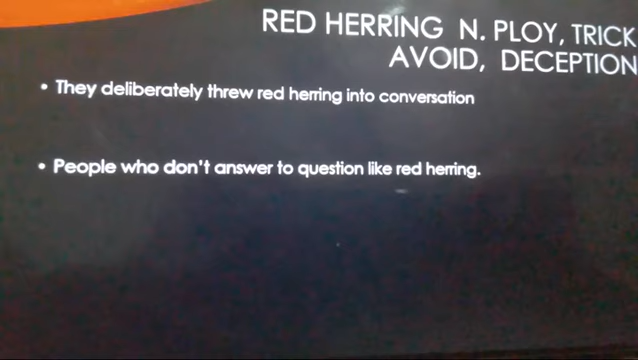 RED HERRING N. PLOY, TRICK
AVOID, DECEPTION
• They deliberately threw red herring into conversation
• People who don't answer to question like red herring.